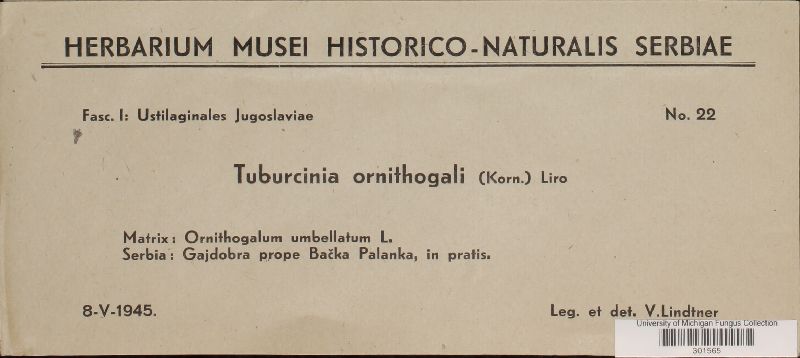 HERBARIUM MUSEI HISTORICO-NATURALIS SERBIAE
Fasc. I: Ustilaginales Jugoslaviae No. 22
Tuburcinia ornithogali (Korn.) Liro
Matrix: Ornithogalum umbellatum L.
Serbia: Gajdobra prope Bačka Palanka, in pratis.
8-V-1945. Leg. et det. V.Lindtner
University of Michigan Fungus Collection
301565